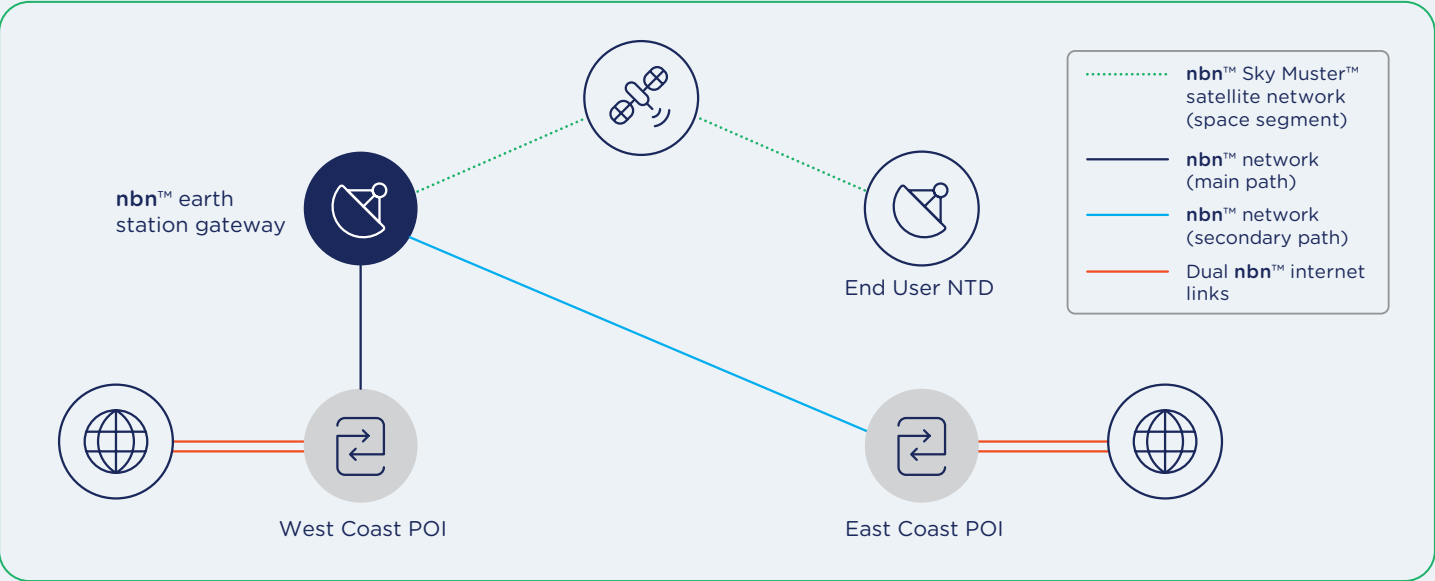 nbn™ Sky Muster™
satellite network
(space segment)
nbn™ network
(main path)
nbn™ network
(secondary path)
Dual nbn™ internet
links
nbn™ earth
station gateway
End User NTD
West Coast POI
East Coast POI